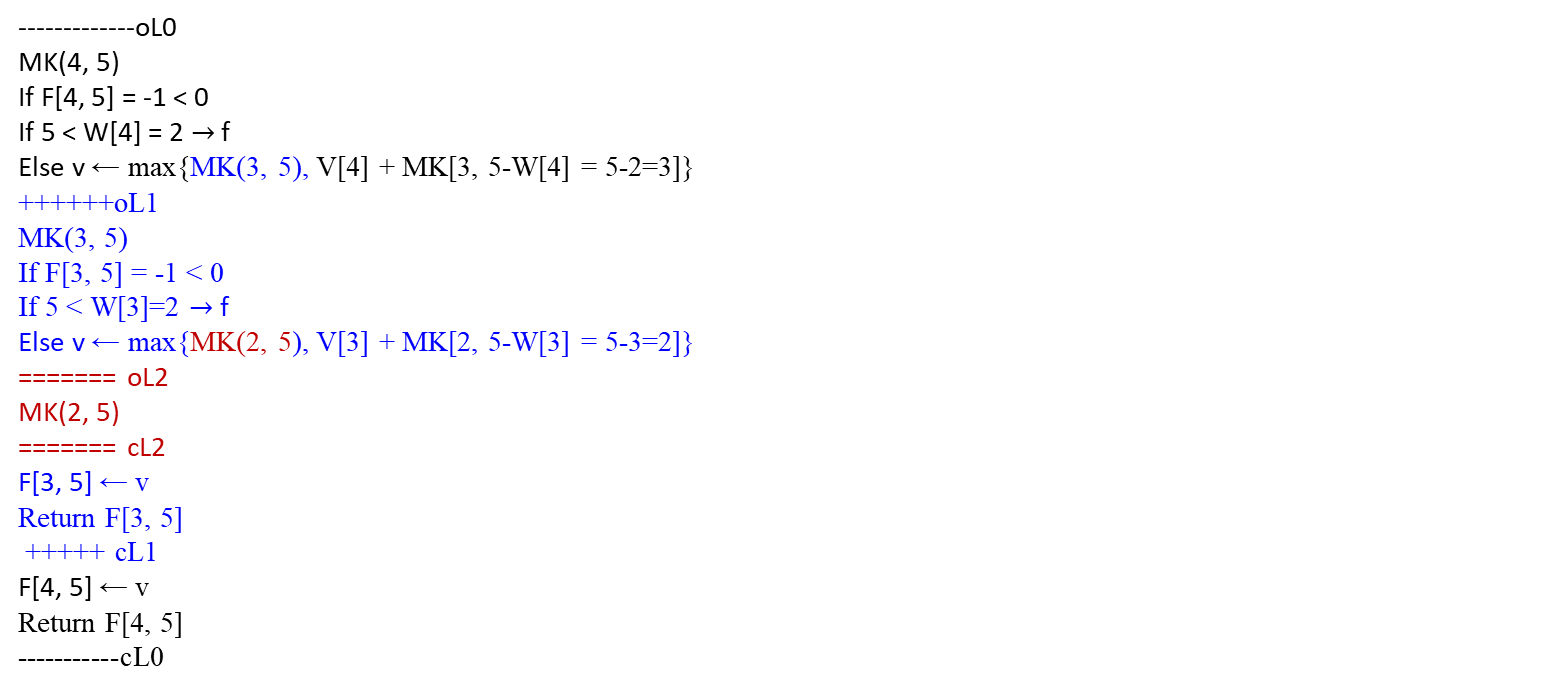 -------------oL0
MK(4, 5)
If F[4, 5] = -1 < 0
If 5 < W[4] = 2 → f
Else v ← max{MK(3, 5), V[4] + MK[3, 5-W[4] = 5-2=3]}
++++++oL1
MK(3, 5)
If F[3, 5] = -1 < 0
If 5 < W[3]=2 → f
Else v ← max{MK(2, 5), V[3] + MK[2, 5-W[3] = 5-3=2]}
======= oL2
MK(2, 5)
======= cL2
F[3, 5] ← v
Return F[3, 5]
+++++ cL1
F[4, 5] ← v
Return F[4, 5]
-----------cL0